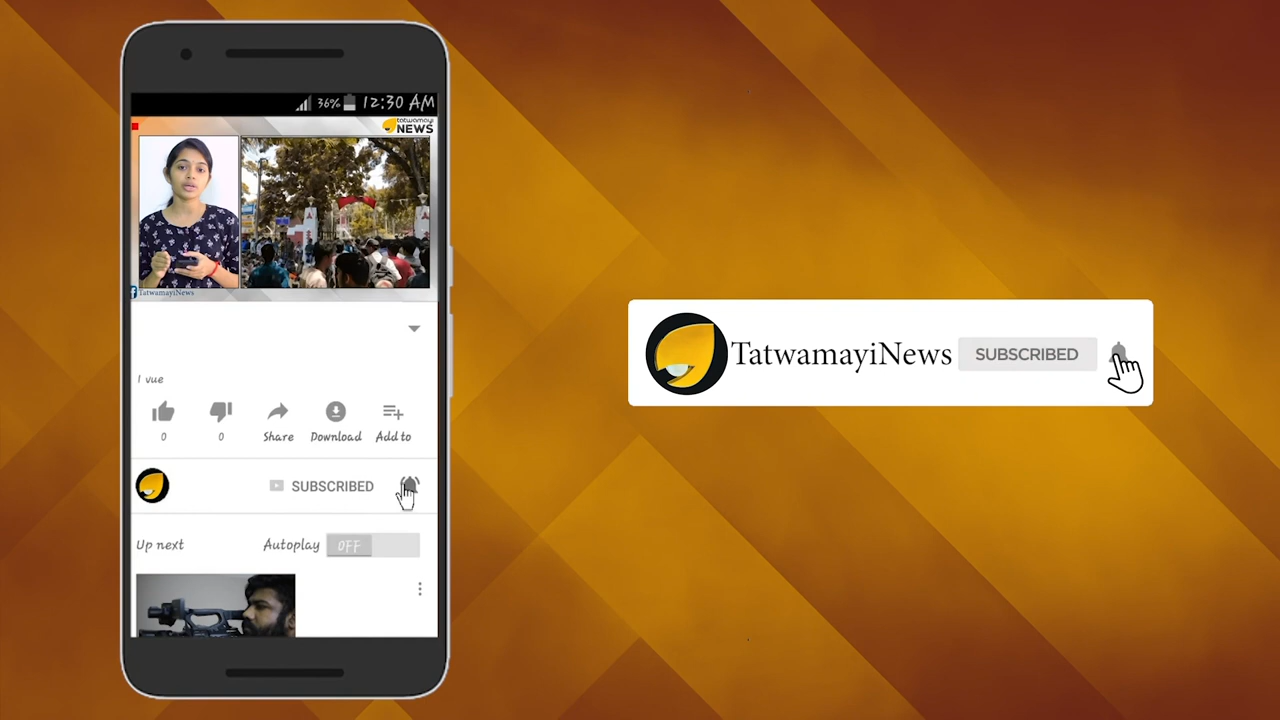 36% 12:30 AM
tatwamayi
NEWS
TatwamayiNews
1 vue
0 0 Share Download Add to
SUBSCRIBED
Up next Autoplay OFF
TatwamayiNews SUBSCRIBED